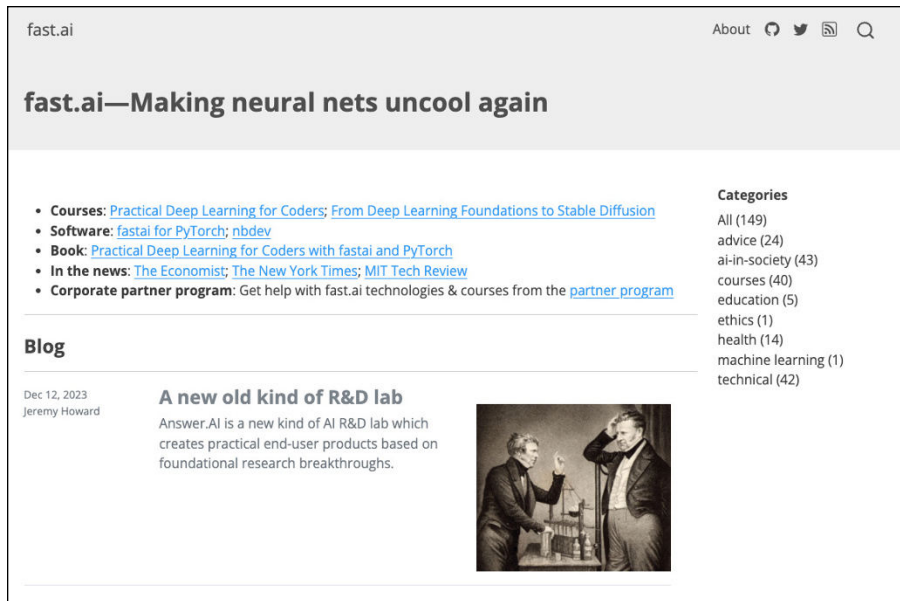 fast.ai
About
fast.ai—Making neural nets uncool again
Courses: Practical Deep Learning for Coders; From Deep Learning Foundations to Stable Diffusion
Software: fastai for PyTorch; nbdev
Book: Practical Deep Learning for Coders with fastai and PyTorch
In the news: The Economist; The New York Times; MIT Tech Review
Corporate partner program: Get help with fast.ai technologies & courses from the partner program
Blog
Dec 12, 2023
Jeremy Howard
A new old kind of R&D lab
Answer.AI is a new kind of AI R&D lab which
creates practical end-user products based on
foundational research breakthroughs.
Categories
All (149)
advice (24)
ai-in-society (43)
courses (40)
education (5)
ethics (1)
health (14)
machine learning (1)
technical (42)